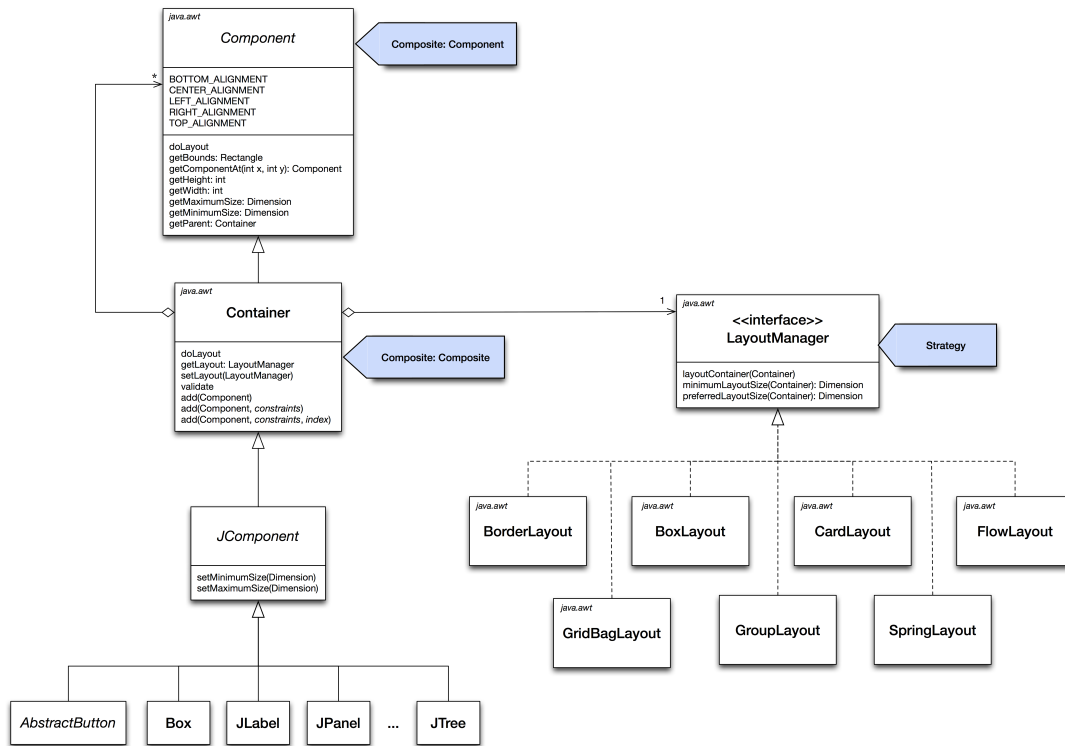 java.awt
Component
Composite: Component
*
BOTTOM_ALIGNMENT
CENTER_ALIGNMENT
LEFT_ALIGNMENT
RIGHT_ALIGNMENT
TOP_ALIGNMENT
doLayout
getBounds: Rectangle
getComponentAt(int x, int y): Component
getHeight: int
getWidth: int
getMaximumSize: Dimension
getMinimumSize: Dimension
getParent: Container
java.awt
Container
doLayout
getLayout: LayoutManager
setLayout(LayoutManager)
validate
add(Component)
add(Component, constraints)
add(Component, constraints, index)
Composite: Composite
1
java.awt
<<interface>>
LayoutManager
layoutContainer(Container)
minimumLayoutSize(Container): Dimension
preferredLayoutSize(Container): Dimension
Strategy
java.awt
BorderLayout
java.awt
BoxLayout
java.awt
CardLayout
java.awt
FlowLayout
java.awt
GridBagLayout
GroupLayout
SpringLayout
JComponent
setMinimumSize(Dimension)
setMaximumSize(Dimension)
AbstractButton
Box
JLabel
JPanel
...
JTree